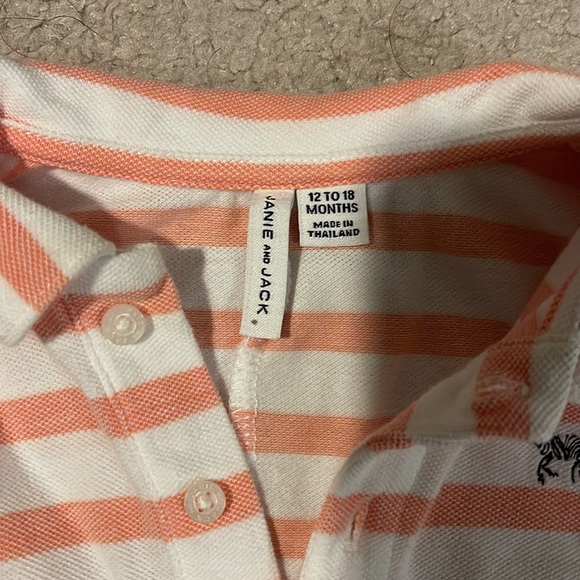 JANIE AND JACK
12 TO 18
MONTHS
MADE IN
THAILAND